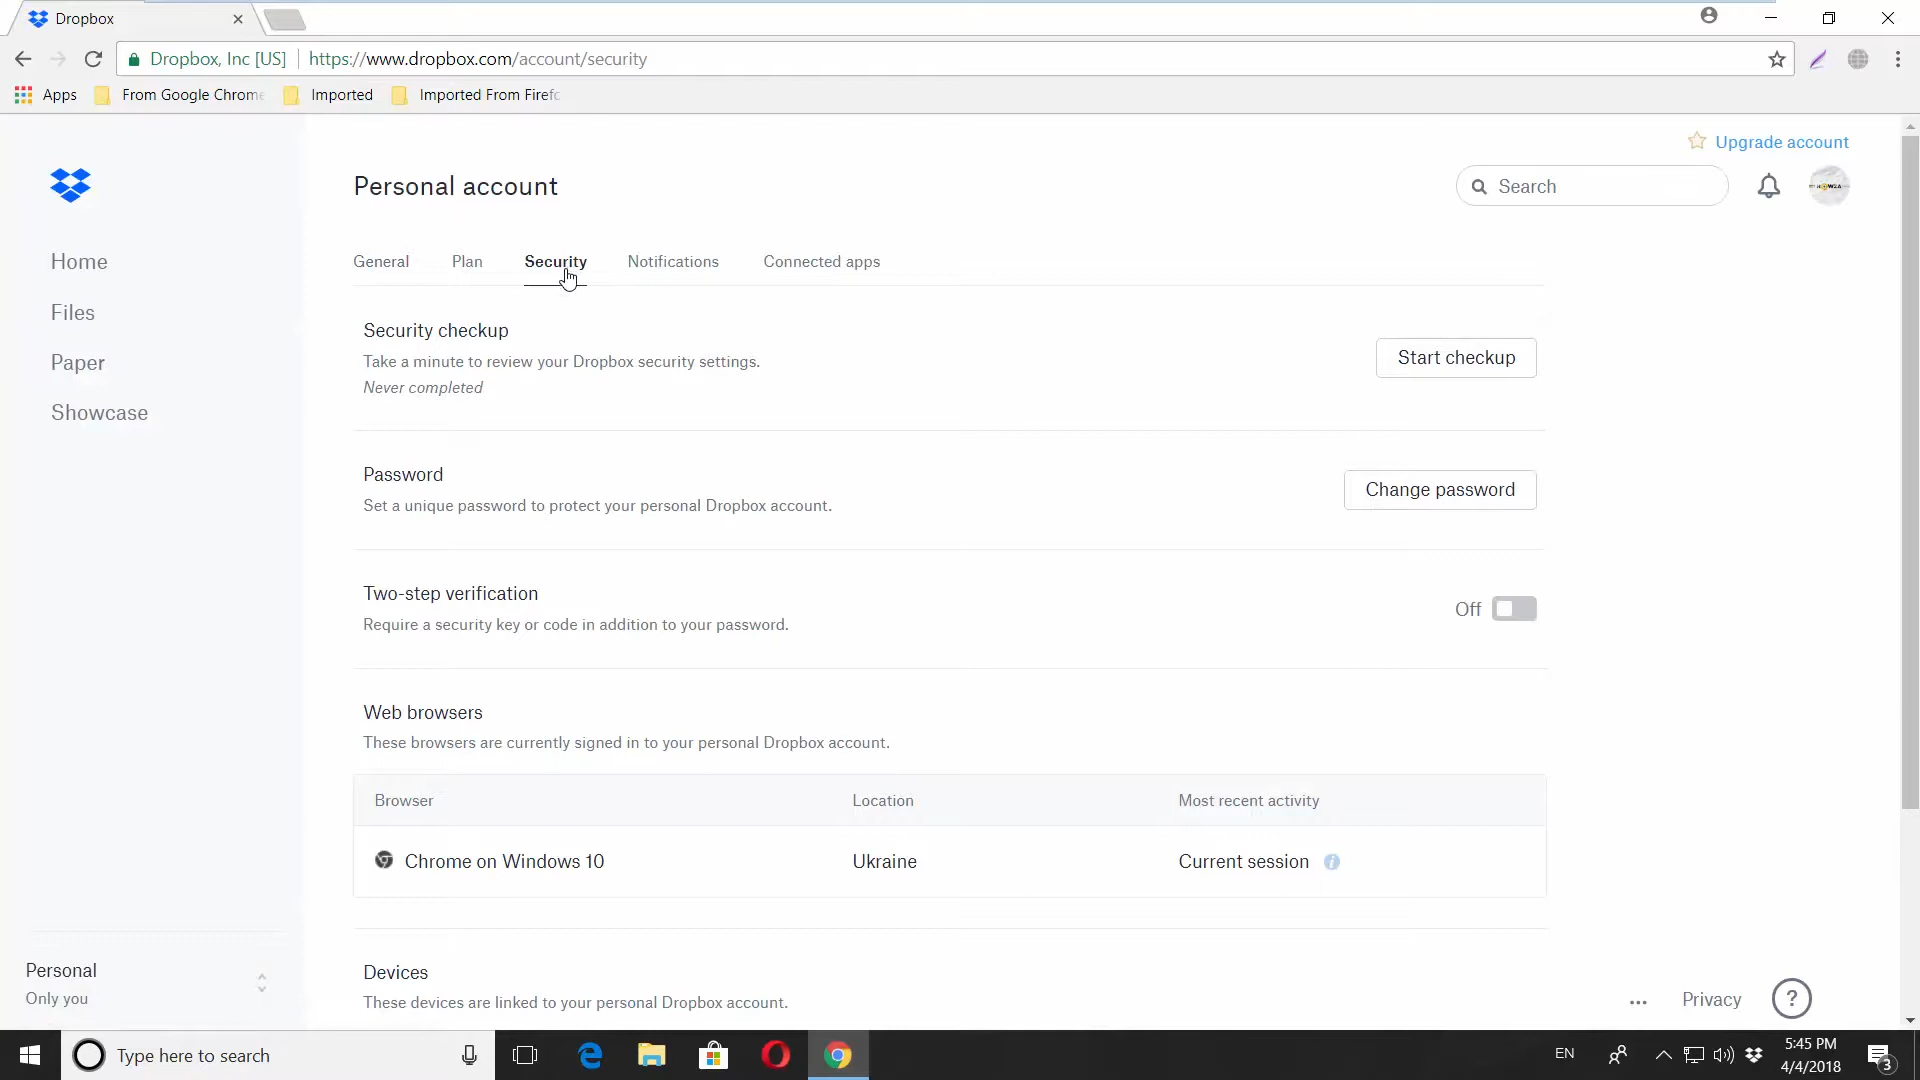 Dropbox
Dropbox, Inc [US] https://www.dropbox.com/account/security
Apps From Google Chrome Imported Imported From Firefo
Upgrade account
Personal account
Search
Home
Files
Paper
Showcase
General Plan Security Notifications Connected apps
Security checkup
Take a minute to review your Dropbox security settings.
Never completed
Start checkup
Password
Set a unique password to protect your personal Dropbox account.
Change password
Two-step verification
Require a security key or code in addition to your password.
Off
Web browsers
These browsers are currently signed in to your personal Dropbox account.
Browser Location Most recent activity
Chrome on Windows 10 Ukraine Current session
Devices
These devices are linked to your personal Dropbox account.
Personal
Only you
... Privacy ?
Type here to search
EN
5:45 PM
4/4/2018
3